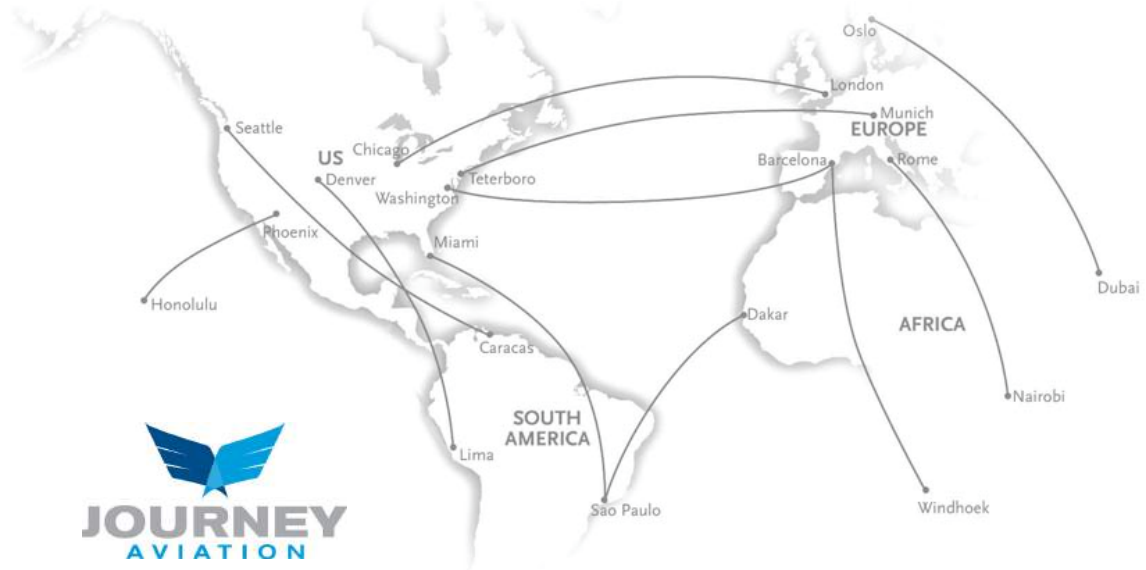 Oslo
London
Seattle
Munich
EUROPE
Chicago
US
Barcelona
Rome
Denver
Teterboro
Washington
Phoenix
Miami
Dubai
Honolulu
Dakar
AFRICA
Caracas
Nairobi
SOUTH
AMERICA
Lima
Sao Paulo
Windhoek
JOURNEY
AVIATION